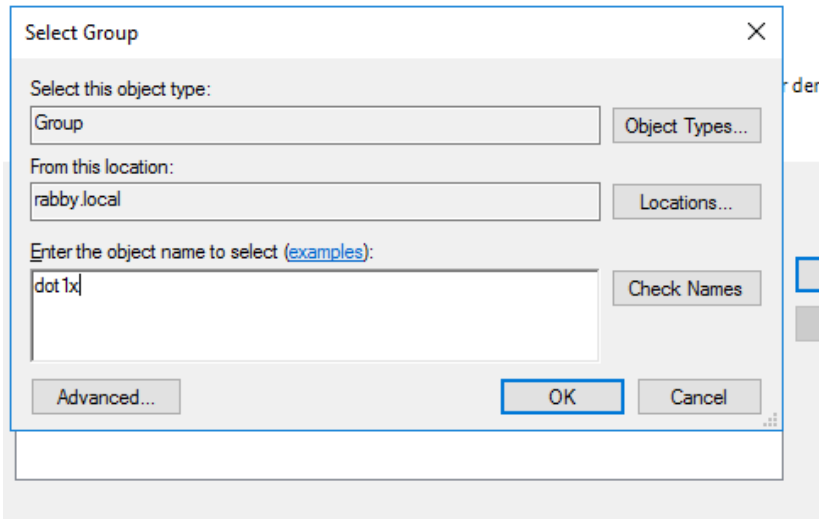 Select Group
Select this object type:
Group
Object Types...
From this location:
rabby.local
Locations...
Enter the object name to select (examples):
dot1x
Check Names
Advanced...
OK
Cancel